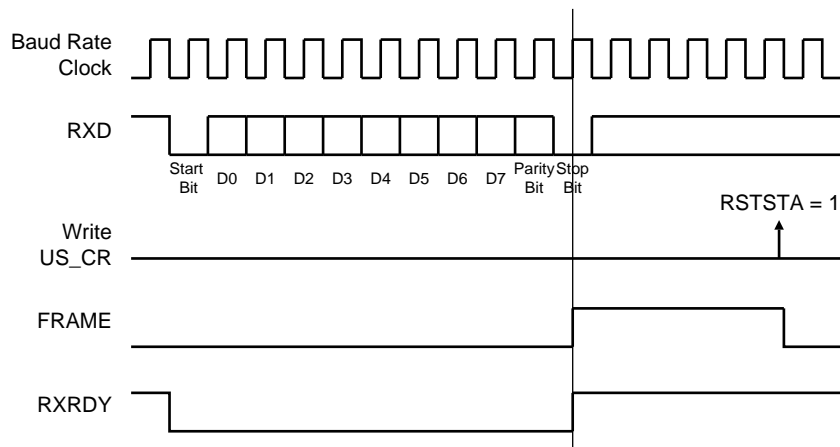 Baud Rate
Clock
RXD
Start
Bit
D0 D1 D2 D3 D4 D5 D6 D7
Parity
Bit
Stop
Bit
RSTSTA = 1
Write
US_CR
FRAME
RXRDY